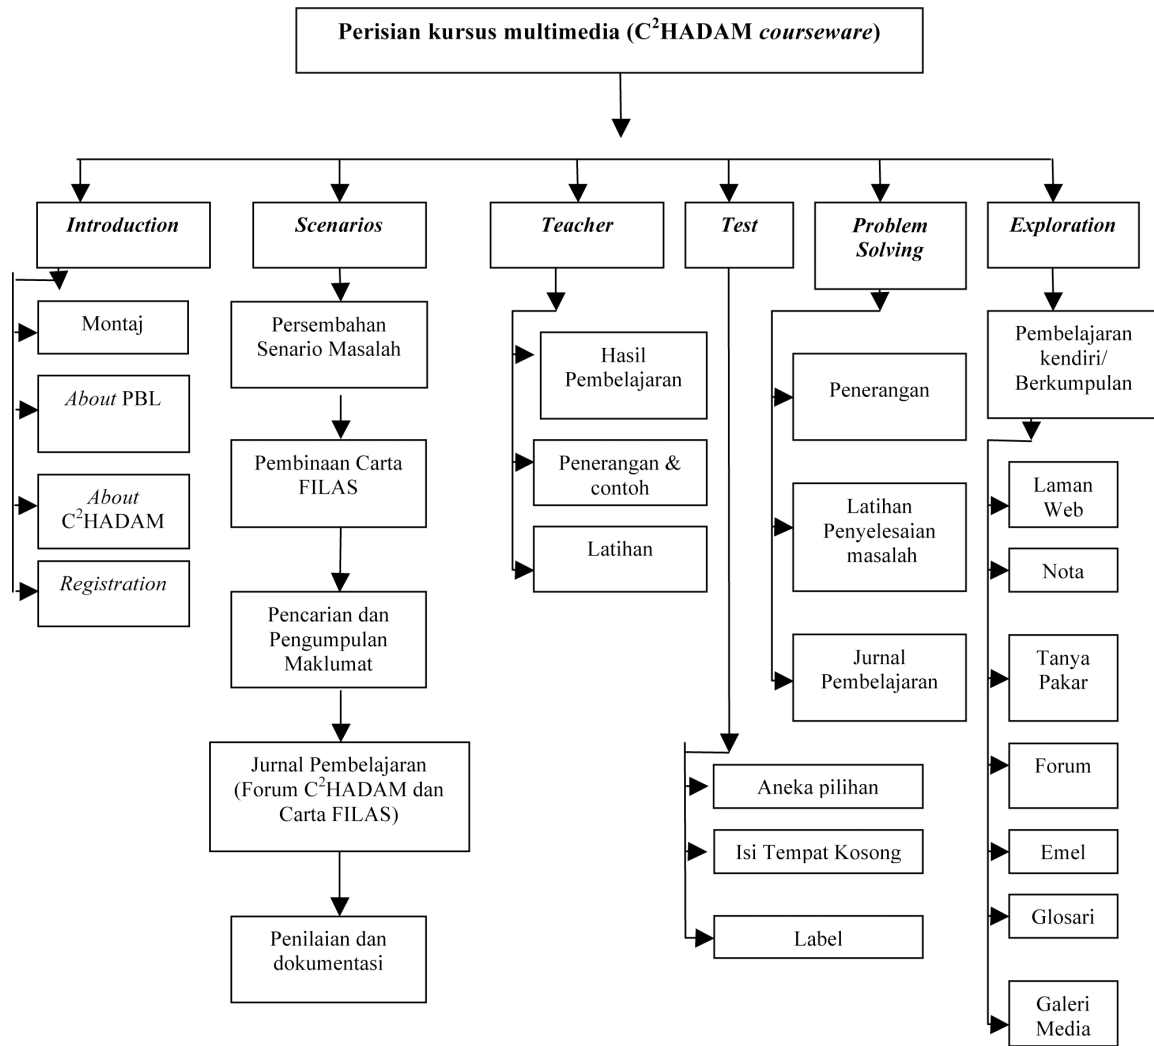 Perisian kursus multimedia (C²HADAM courseware)
Introduction
Montaj
About PBL
About
C²HADAM
Registration
Scenarios
Persembahan
Senario Masalah
Pembinaan Carta
FILAS
Pencarian dan
Pengumpulan
Maklumat
Jurnal Pembelajaran
(Forum C²HADAM dan
Carta FILAS)
Penilaian dan
dokumentasi
Teacher
Hasil
Pembelajaran
Penerangan &
contoh
Latihan
Test
Aneka pilihan
Isi Tempat Kosong
Label
Problem
Solving
Penerangan
Latihan
Penyelesaian
masalah
Jurnal
Pembelajaran
Exploration
Pembelajaran
kendiri/
Berkumpulan
Laman
Web
Nota
Tanya
Pakar
Forum
Emel
Glosari
Galeri
Media